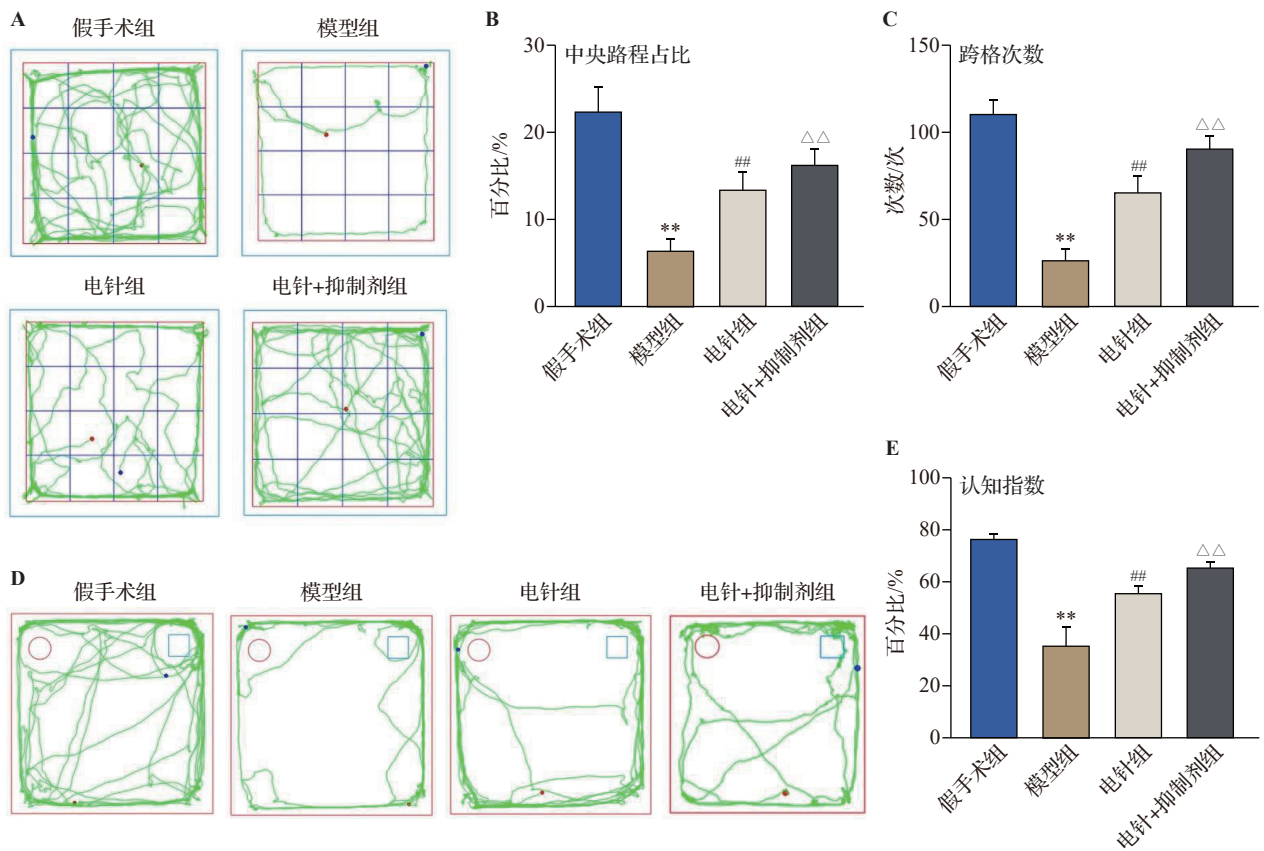 A
假手术组
模型组
电针组
电针+抑制剂组
B
中央路程占比
百分比/%
30
20
10
0
**
##
△△
假手术组
模型组
电针组
电针+抑制剂组
C
跨格次数
次数/次
150
100
50
0
**
##
△△
假手术组
模型组
电针组
电针+抑制剂组
D
假手术组
模型组
电针组
电针+抑制剂组
E
认知指数
百分比/%
100
80
60
40
20
0
**
##
△△
假手术组
模型组
电针组
电针+抑制剂组